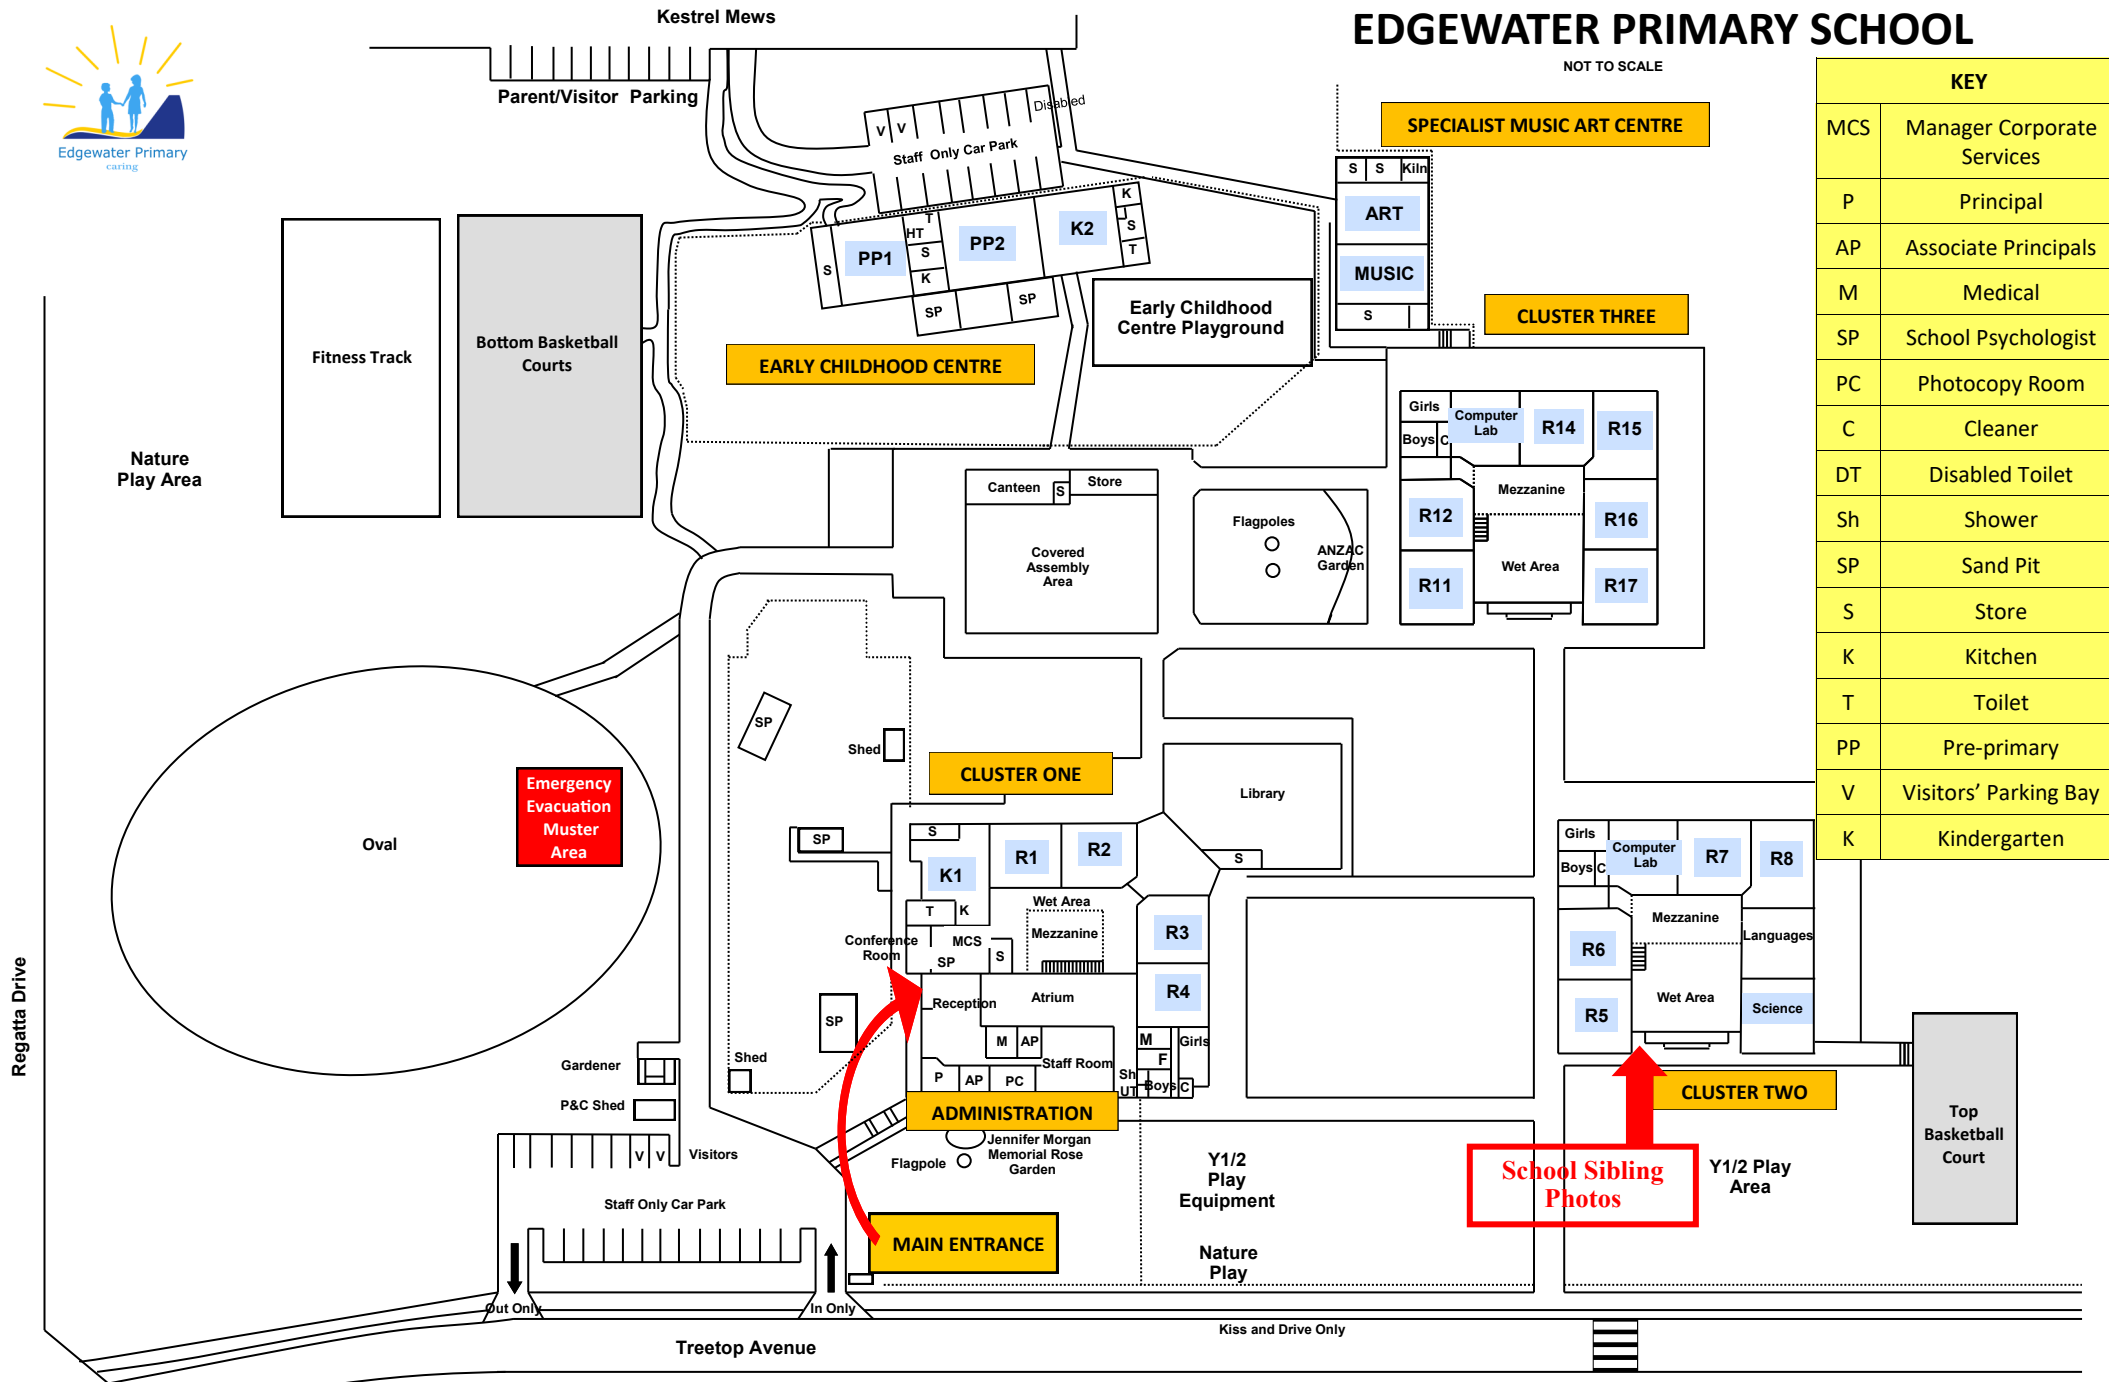 Kestrel Mews
EDGEWATER PRIMARY SCHOOL
NOT TO SCALE
Edgewater Primary
caring
Parent/Visitor Parking
Disabled
V V
Staff Only Car Park
SPECIALIST MUSIC ART CENTRE
S S Kiln
ART
MUSIC
S
KEY
MCS Manager Corporate
Services
P Principal
AP Associate Principals
M Medical
SP School Psychologist
PC Photocopy Room
C Cleaner
DT Disabled Toilet
Sh Shower
SP Sand Pit
S Store
K Kitchen
T Toilet
PP Pre-primary
V Visitors' Parking Bay
K Kindergarten
S
PP1
T
HT
S
K
PP2
K2
K
S
T
SP
SP
Early Childhood
Centre Playground
EARLY CHILDHOOD CENTRE
Fitness Track
Bottom Basketball
Courts
Nature
Play Area
CLUSTER THREE
Girls
Boys C
Computer
Lab
R14
R15
Mezzanine
R12
R16
Wet Area
R11
R17
Canteen S Store
Covered
Assembly
Area
Flagpoles
ANZAC
Garden
SP
Shed
CLUSTER ONE
Library
S
Emergency
Evacuation
Muster
Area
Oval
SP
S
K1
R1
R2
T K
Wet Area
Mezzanine
R3
Conference
Room
MCS
SP
S
R4
Reception
Atrium
SP
M AP
Staff Room
M
F
Girls
Sh
UT
Boys C
P AP PC
Shed
Gardener
P&C Shed
ADMINISTRATION
Jennifer Morgan
Memorial Rose
Garden
Flagpole
V V
Visitors
Staff Only Car Park
MAIN ENTRANCE
Girls
Boys C
Computer
Lab
R7
R8
Mezzanine
Languages
R6
Wet Area
Science
R5
CLUSTER TWO
School Sibling
Photos
Y1/2
Play
Equipment
Y1/2 Play
Area
Top
Basketball
Court
Nature
Play
Regatta Drive
Out Only
In Only
Kiss and Drive Only
Treetop Avenue